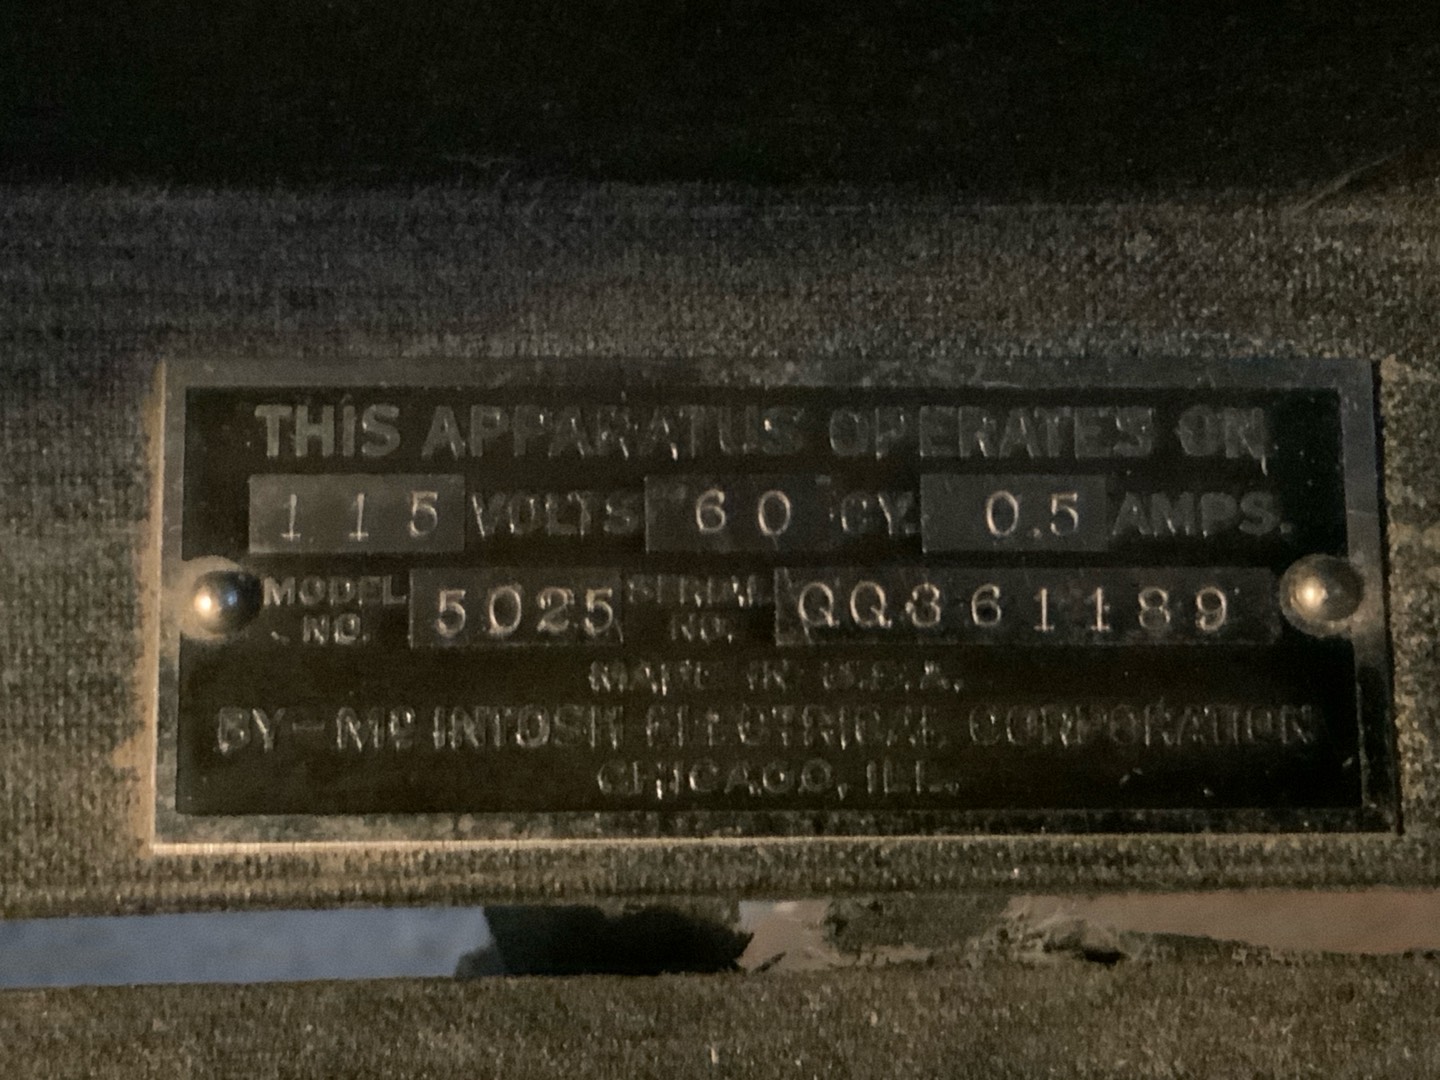 THIS APPARATUS OPERATES ON
115 VOLTS 60 CY. 0.5 AMPS.
MODEL NO. 5025 SERIAL NO. QQ361189
MADE IN U.S.A.
BY-Mc INTOSH ELECTRICAL CORPORATION
CHICAGO, ILL.